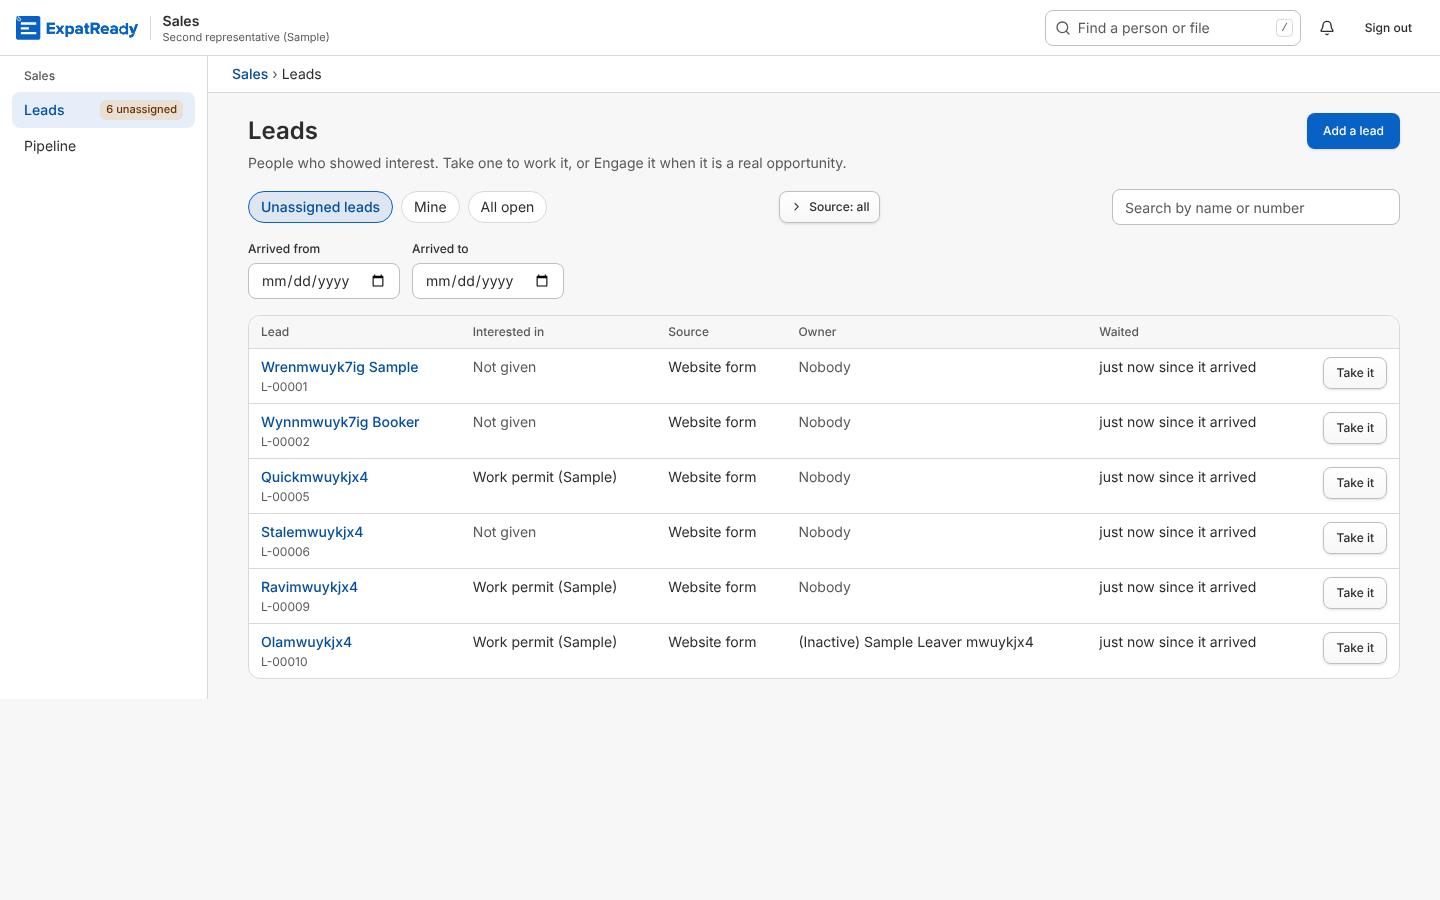 ExpatReady
Sales
Second representative (Sample)
Find a person or file
/
Sign out
Sales
Leads
6 unassigned
Pipeline
Sales › Leads
Leads
Add a lead
People who showed interest. Take one to work it, or Engage it when it is a real opportunity.
Unassigned leads
Mine
All open
Source: all
Search by name or number
Arrived from
Arrived to
mm/dd/yyyy
mm/dd/yyyy
Lead Interested in Source Owner Waited
Wrenmwuyk7ig Sample Not given Website form Nobody just now since it arrived Take it
L-00001
Wynnmwuyk7ig Booker Not given Website form Nobody just now since it arrived Take it
L-00002
Quickmwuykjx4 Work permit (Sample) Website form Nobody just now since it arrived Take it
L-00005
Stalemwuykjx4 Not given Website form Nobody just now since it arrived Take it
L-00006
Ravimwuykjx4 Work permit (Sample) Website form Nobody just now since it arrived Take it
L-00009
Olamwuykjx4 Work permit (Sample) Website form (Inactive) Sample Leaver mwuykjx4 just now since it arrived Take it
L-00010